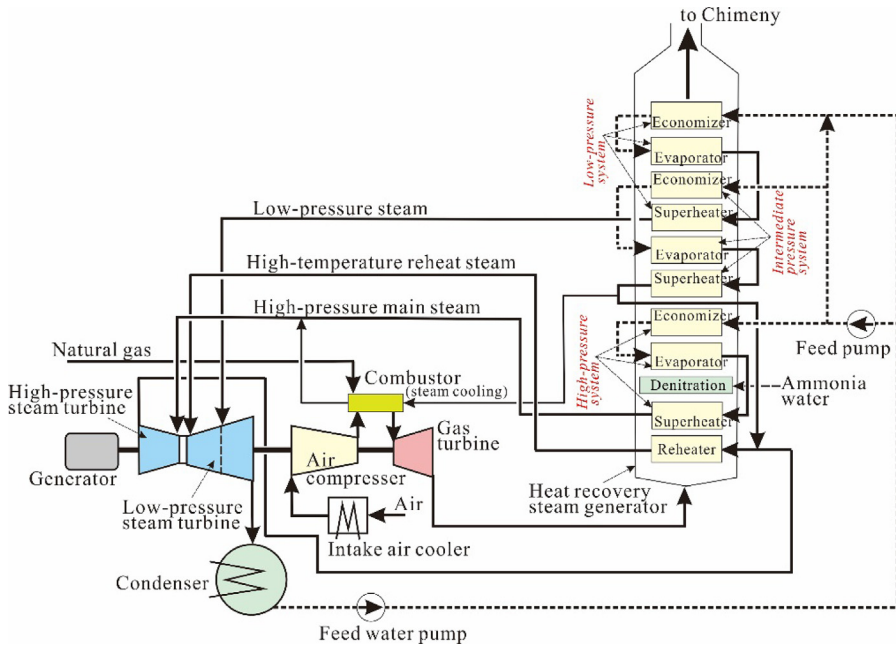 to Chimeny
Economizer
Evaporator
Economizer
Superheater
Evaporator
Superheater
Economizer
Evaporator
Denitration
Superheater
Reheater
Low-pressure
system
Intermediate
pressure
system
High-pressure
system
Low-pressure steam
High-temperature reheat steam
High-pressure main steam
Natural gas
High-pressure
steam turbine
Combustor
(steam cooling)
Gas
turbine
Feed pump
Ammonia
water
Generator
Low-pressure
steam turbine
Air
compresser
Air
Intake air cooler
Heat recovery
steam generator
Condenser
Feed water pump